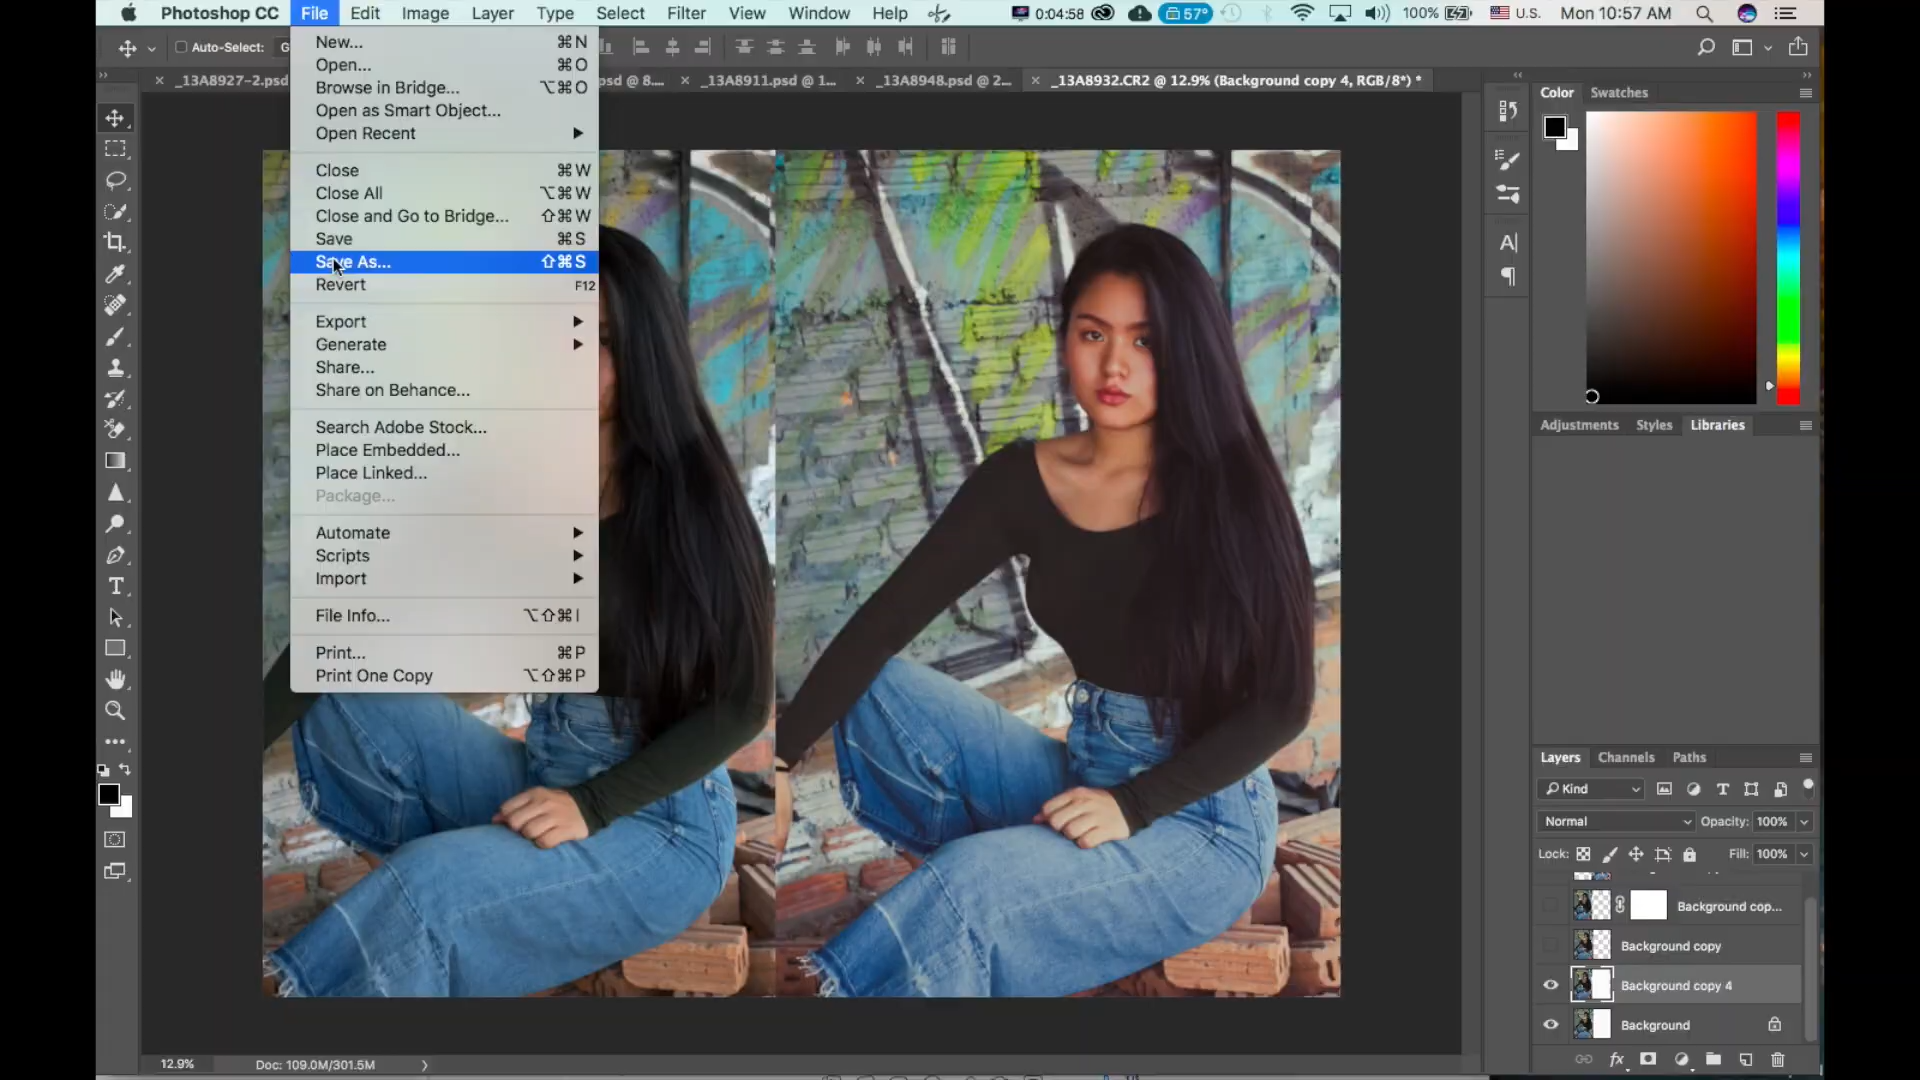 Photoshop CC File Edit Image Layer Type Select Filter View Window Help 0:04:58 57° 100% U.S. Mon 10:57 AM
Auto-Select:
_13A8927-2.psd psd @ 8.... _13A8911.psd @ 1... _13A8948.psd @ 2... _13A8932.CR2 @ 12.9% (Background copy 4, RGB/8*) *
New... ⌘N
Open... ⌘O
Browse in Bridge... ⌥⌘O
Open as Smart Object...
Open Recent
Close ⌘W
Close All ⌥⌘W
Close and Go to Bridge... ⇧⌘W
Save ⌘S
Save As... ⇧⌘S
Revert F12
Export
Generate
Share...
Share on Behance...
Search Adobe Stock...
Place Embedded...
Place Linked...
Package...
Automate
Scripts
Import
File Info... ⌥⇧⌘I
Print... ⌘P
Print One Copy ⌥⇧⌘P
Color Swatches
Adjustments Styles Libraries
Layers Channels Paths
Kind
Normal Opacity: 100%
Lock: Fill: 100%
Background cop...
Background copy
Background copy 4
Background
12.9% Doc: 109.0M/301.5M